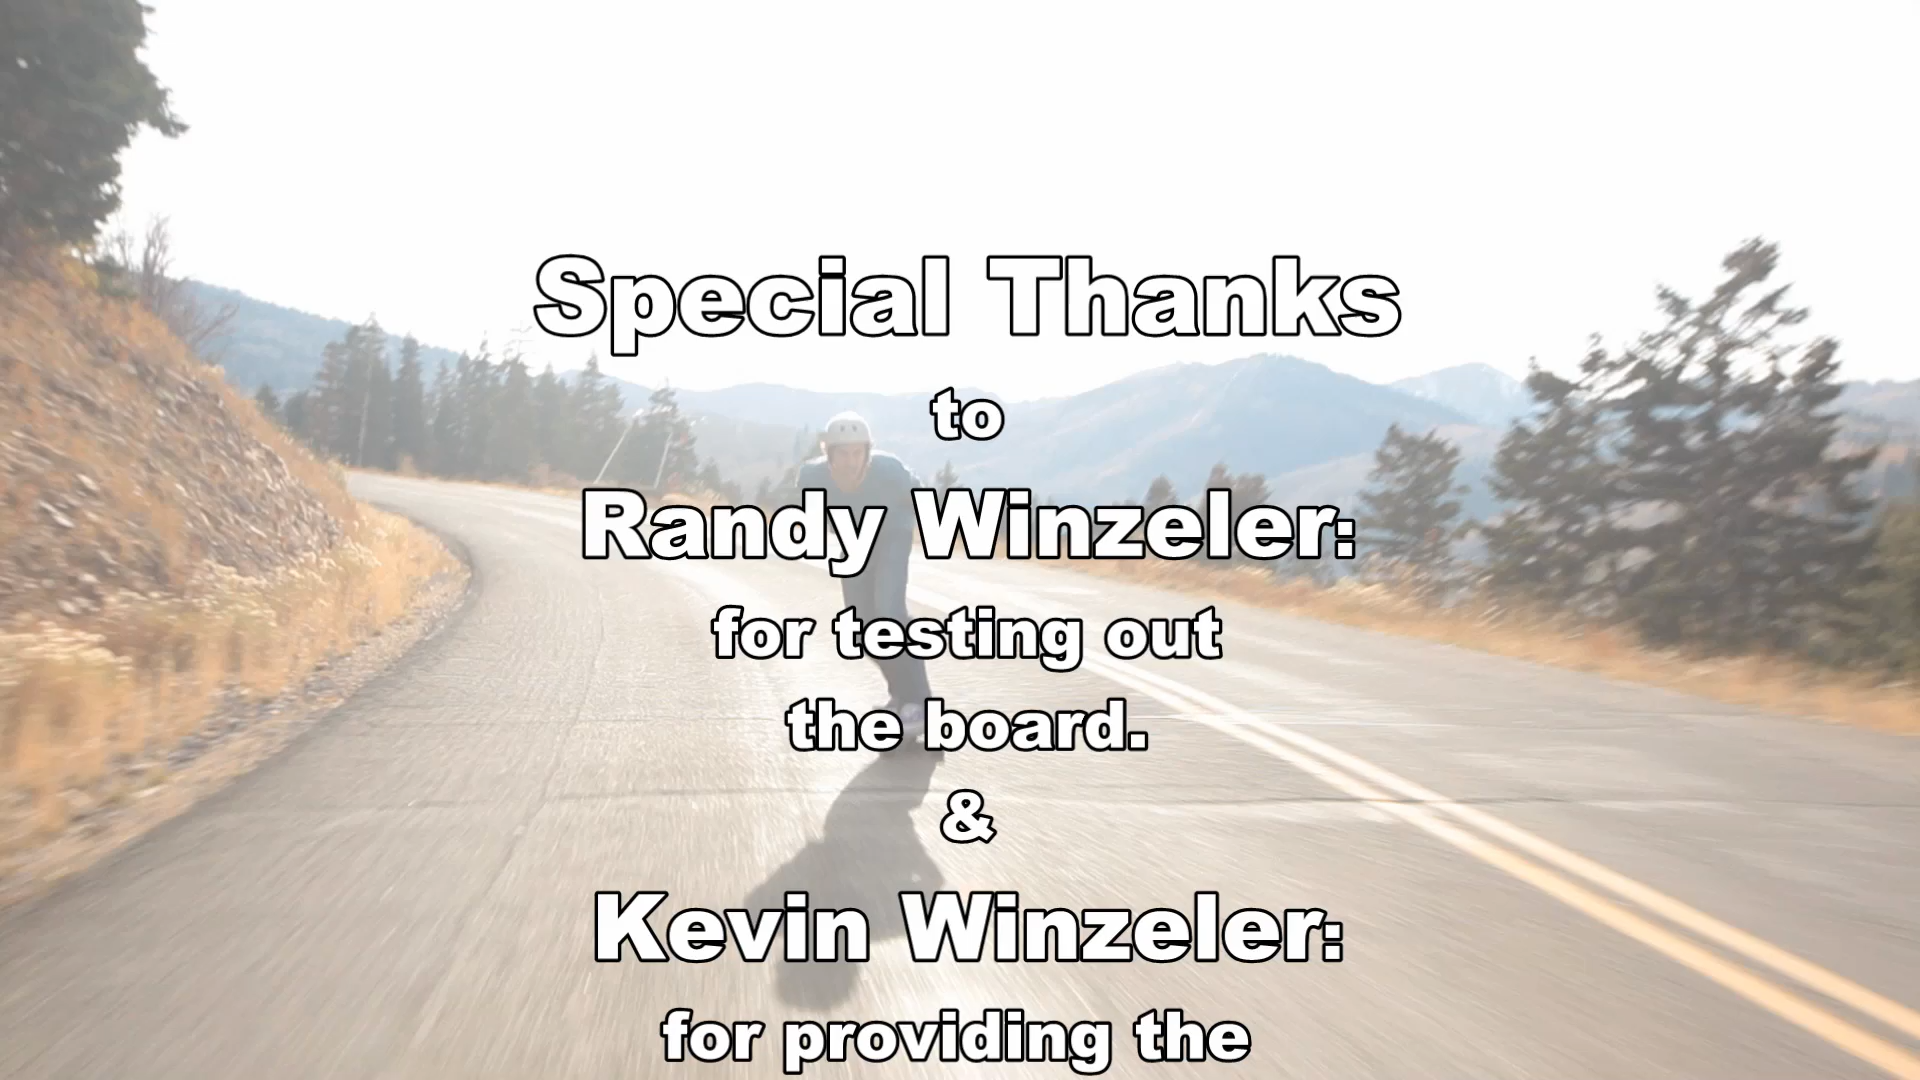 Special Thanks
to
Randy Winzeler:
for testing out
the board.
&
Kevin Winzeler:
for providing the